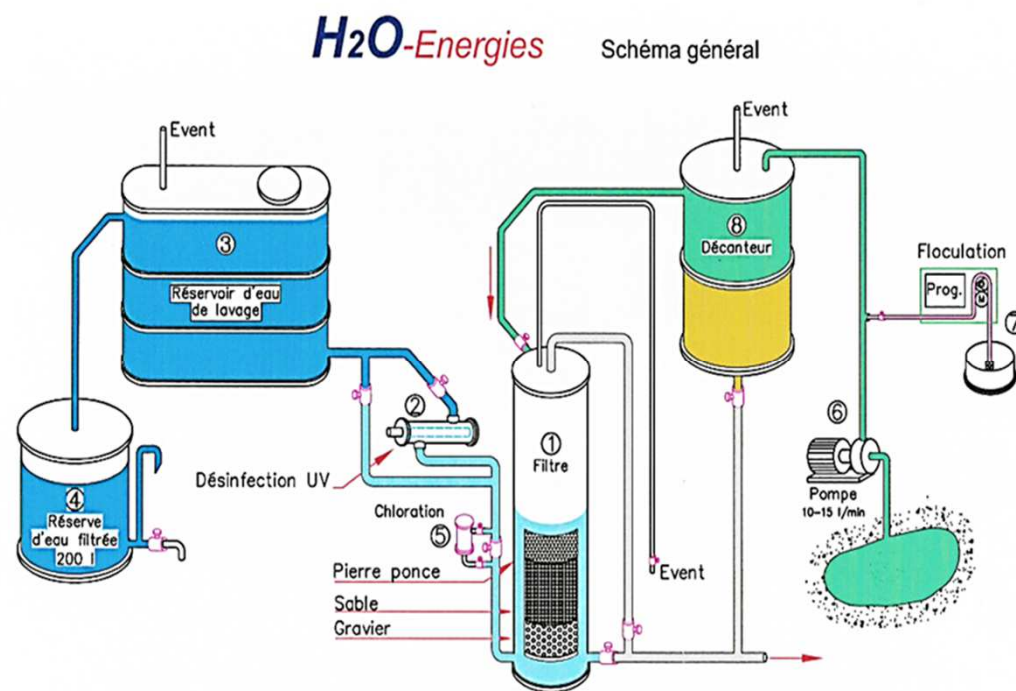 H2O-Energies Schéma général
Event
Event
③
Réservoir d'eau
de lavage
⑧
Déconteur
Floculation
Prog.
M
⑦
②
Désinfection UV
①
Filtre
⑥
Pompe
10-15 l/min
④
Réserve
d'eau filtrée
200 l
Chloration
⑤
Event
Pierre ponce
Sable
Gravier